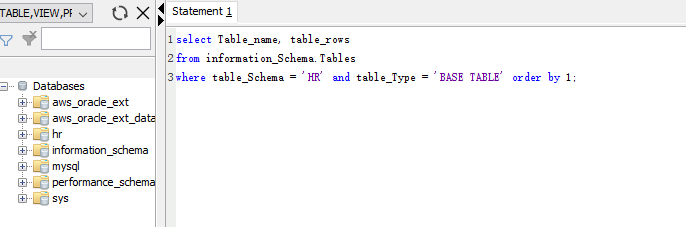 TABLE,VIEW,PR
Statement 1
1 select Table_name, table_rows
2 from information_Schema.Tables
3 where table_Schema = 'HR' and table_Type = 'BASE TABLE' order by 1;
Databases
aws_oracle_ext
aws_oracle_ext_data
hr
information_schema
mysql
performance_schema
sys